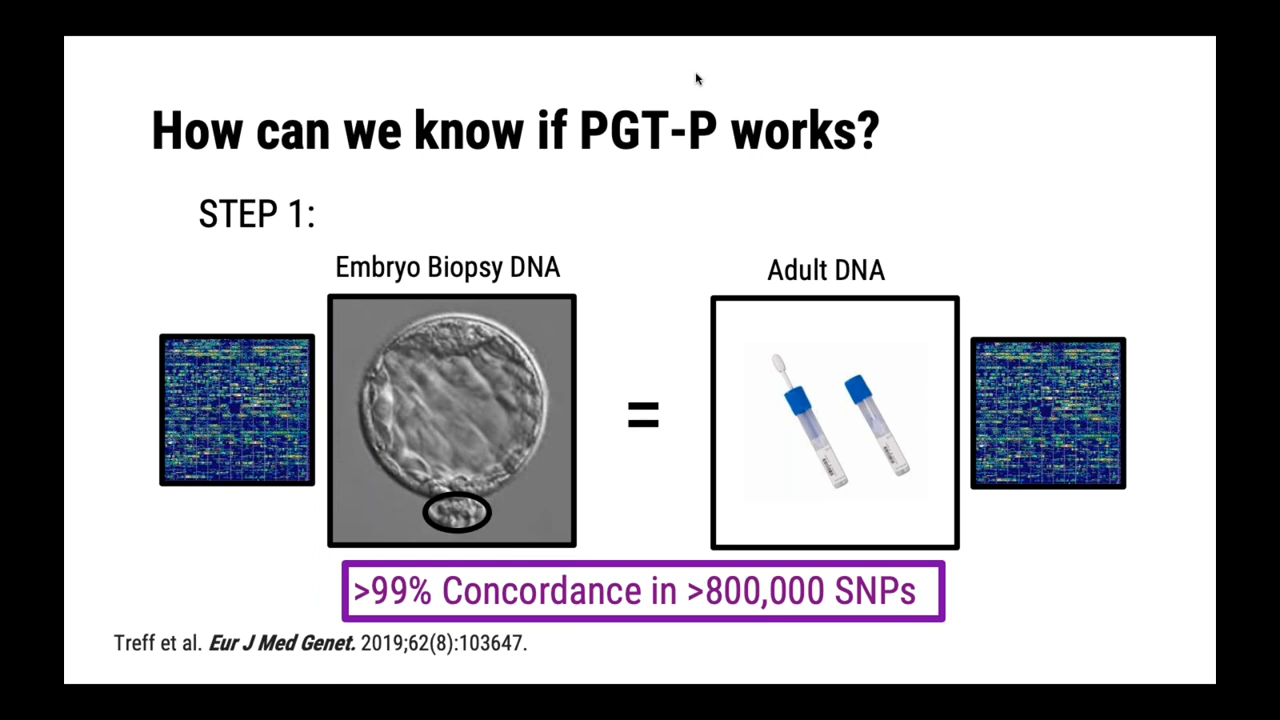 How can we know if PGT-P works?
STEP 1:
Embryo Biopsy DNA
Adult DNA
=
>99% Concordance in >800,000 SNPs
Treff et al. Eur J Med Genet. 2019;62(8):103647.